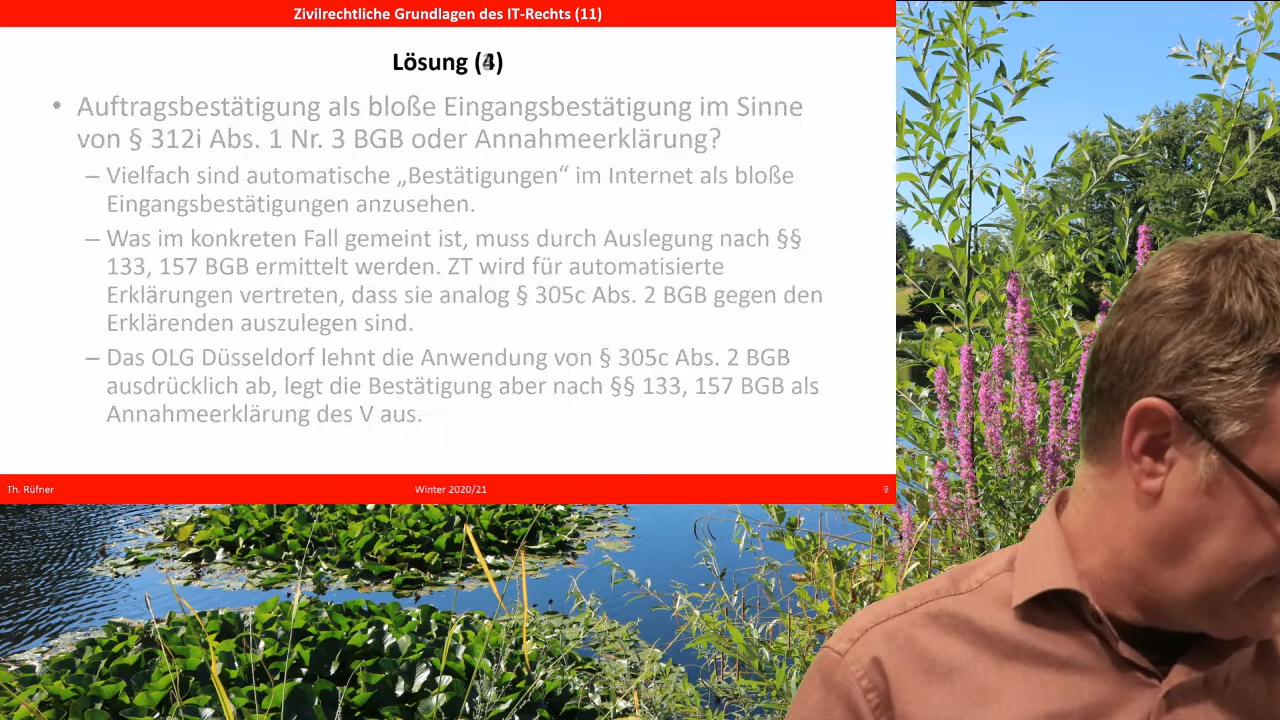 Zivilrechtliche Grundlagen des IT-Rechts (11)
Lösung
• Auftragsbestätigung als bloße Eingangsbestätigung im Sinne
von § 312i Abs. 1 Nr. 3 BGB oder Annahmeerklärung?
– Vielfach sind automatische „Bestätigungen“ im Internet als bloße
Eingangsbestätigungen anzusehen.
– Was im konkreten Fall gemeint ist, muss durch Auslegung nach §§
133, 157 BGB ermittelt werden. ZT wird für automatisierte
Erklärungen vertreten, dass sie analog § 305c Abs. 2 BGB gegen den
Erklärenden auszulegen sind.
– Das OLG Düsseldorf lehnt die Anwendung von § 305c Abs. 2 BGB
ausdrücklich ab, legt die Bestätigung aber nach §§ 133, 157 BGB als
Annahmeerklärung des V aus.
Th. Rüfner
Winter 2020/21